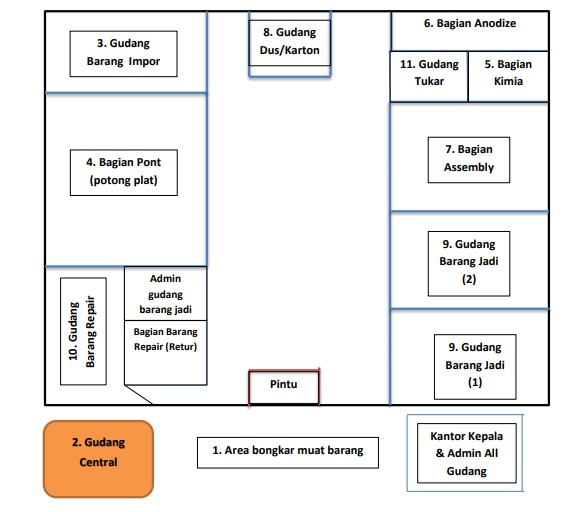 3. Gudang
Barang Impor
8. Gudang
Dus/Karton
6. Bagian Anodize
11. Gudang
Tukar
5. Bagian
Kimia
4. Bagian Pont
(potong plat)
7. Bagian
Assembly
9. Gudang
Barang Jadi
(2)
10. Gudang
Barang Repair
Admin
gudang
barang jadi
Bagian Barang
Repair (Retur)
Pintu
9. Gudang
Barang Jadi
(1)
2. Gudang
Central
1. Area bongkar muat barang
Kantor Kepala
& Admin All
Gudang